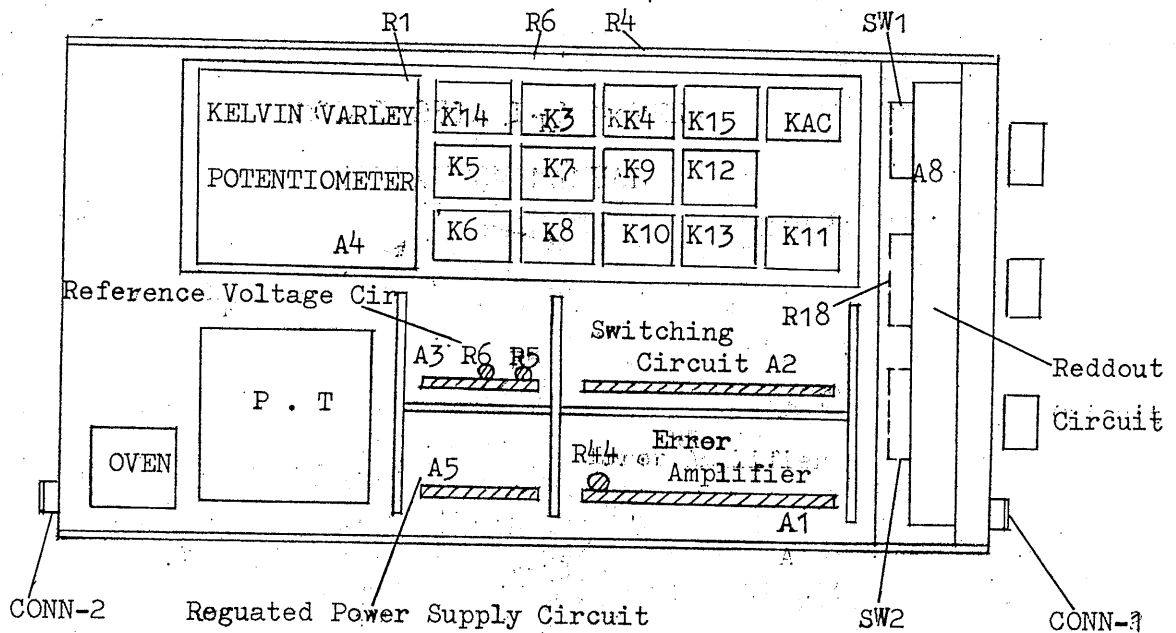 R1 R6 R4 SW1
KELVIN VARLEY K14 K3 K4 K15 KAC
POTENTIOMETER K5 K7 K9 K12 A8
A4 K6 K8 K10 K13 K11
Reference Voltage Cir
R18
Switching
Circuit A2
A3 R6 R5
Reddout
Circuit
P . T
OVEN
A5
R44
Error
Amplifier
A1
CONN-2
Reguated Power Supply Circuit
SW2
CONN-1